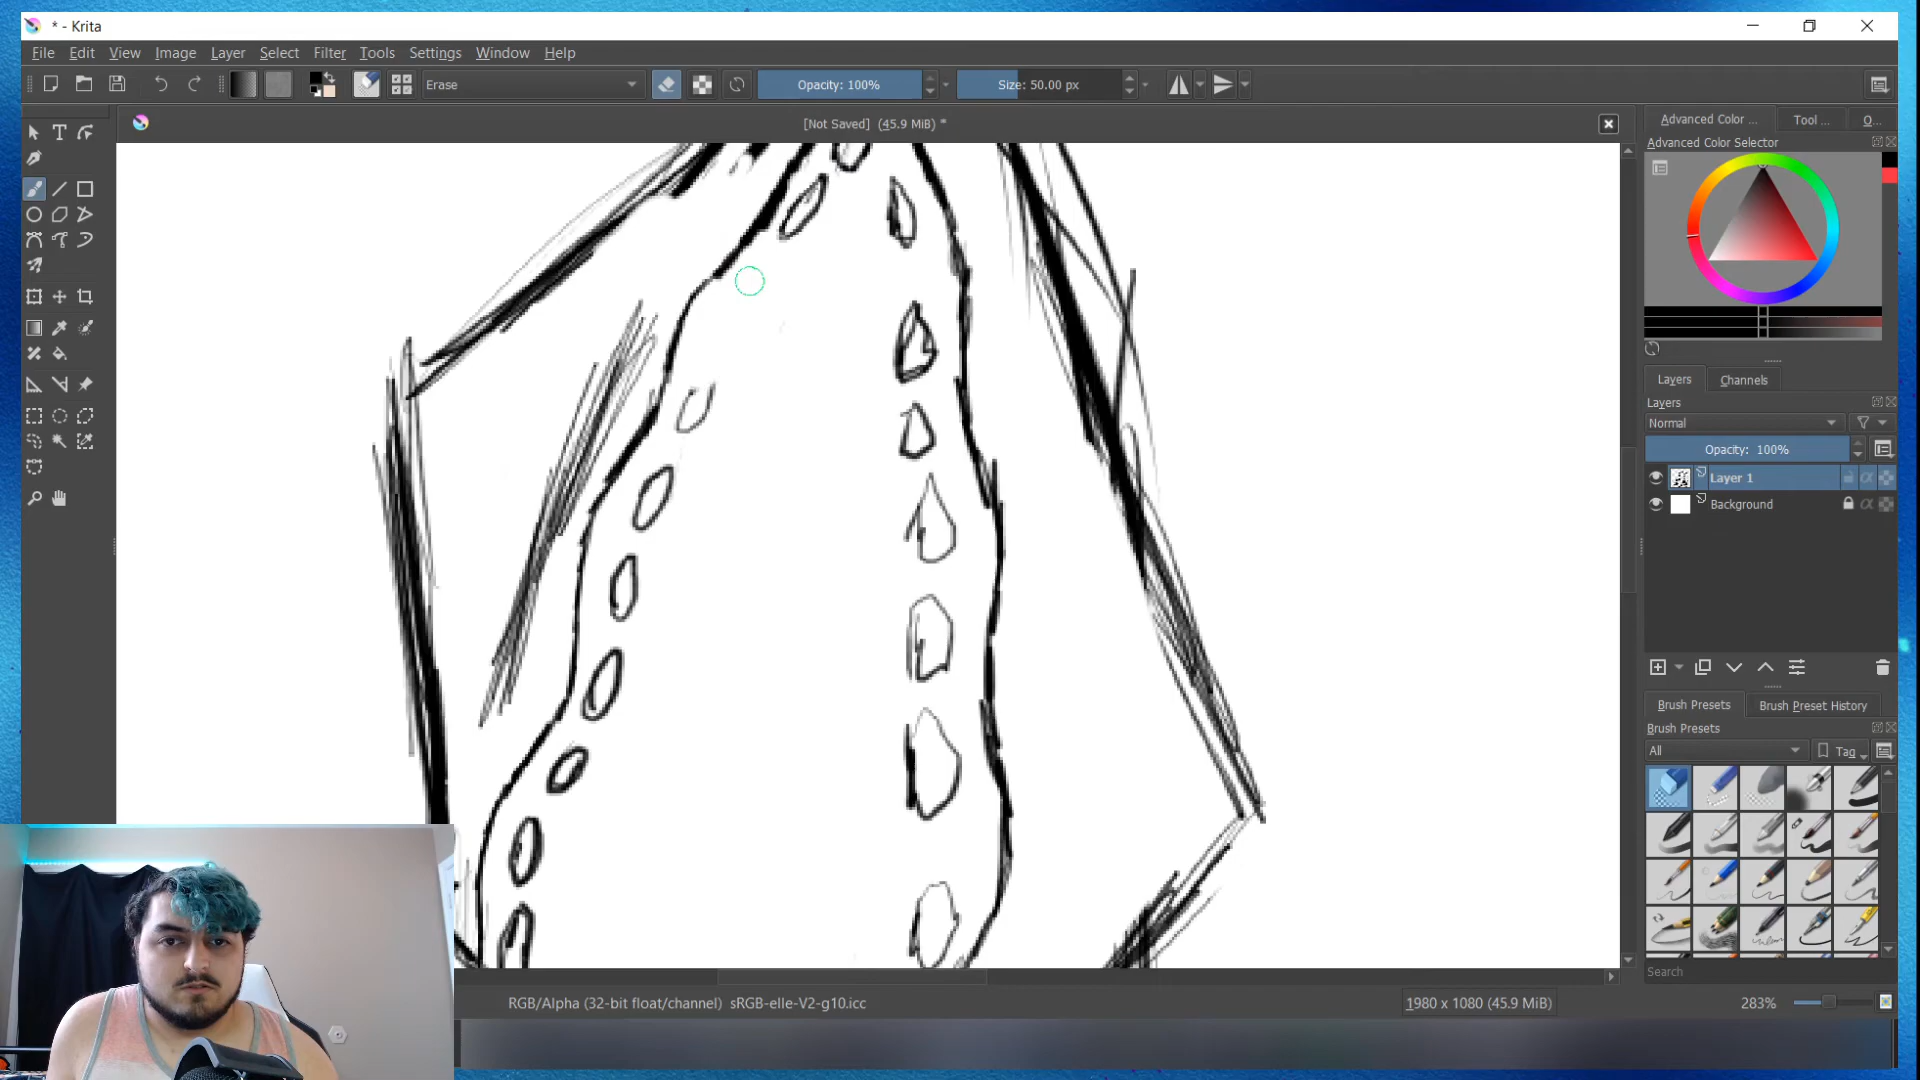 * - Krita
File Edit View Image Layer Select Filter Tools Settings Window Help
Erase Opacity: 100% Size: 50.00 px
[Not Saved] (45.9 MiB) *
Advanced Color ... Tool ... O...
Advanced Color Selector
Layers Channels
Layers
Normal
Opacity: 100%
Layer 1
Background
Brush Presets Brush Preset History
Brush Presets
All Tag
Search
RGB/Alpha (32-bit float/channel) sRGB-elle-V2-g10.icc 1980 x 1080 (45.9 MiB) 283%